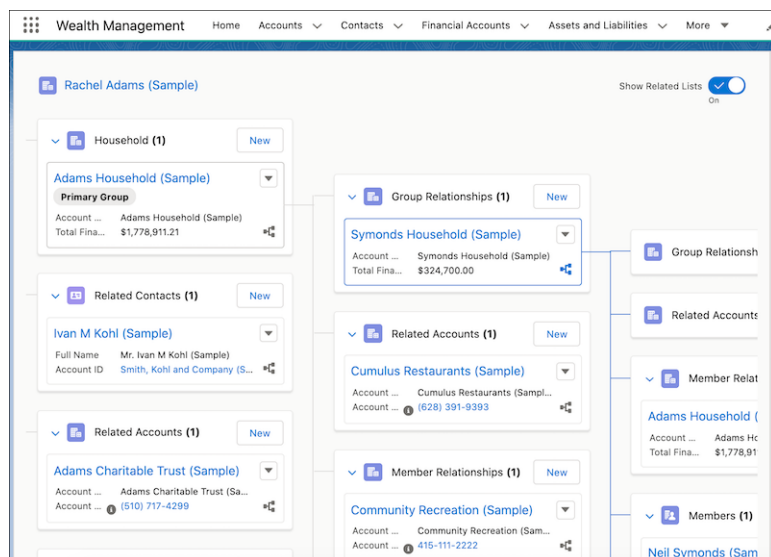 Wealth Management Home Accounts Contacts Financial Accounts Assets and Liabilities More
Rachel Adams (Sample)
Show Related Lists
On
Household (1) New
Adams Household (Sample)
Primary Group
Account ... Adams Household (Sample)
Total Fina... $1,778,911.21
Related Contacts (1) New
Ivan M Kohl (Sample)
Full Name Mr. Ivan M Kohl (Sample)
Account ID Smith, Kohl and Company (S...
Related Accounts (1) New
Adams Charitable Trust (Sample)
Account ... Adams Charitable Trust (Sa...
Account ... (510) 717-4299
Group Relationships (1) New
Symonds Household (Sample)
Account ... Symonds Household (Sample)
Total Fina... $324,700.00
Related Accounts (1) New
Cumulus Restaurants (Sample)
Account ... Cumulus Restaurants (Sampl...
Account ... (628) 391-9393
Member Relationships (1) New
Community Recreation (Sample)
Account ... Community Recreation (Sam...
Account ... 415-111-2222
Group Relationsh
Related Accounts
Member Relat
Adams Household (
Account ... Adams Ho
Total Fina... $1,778,91
Members (1)
Neil Symonds (Sam